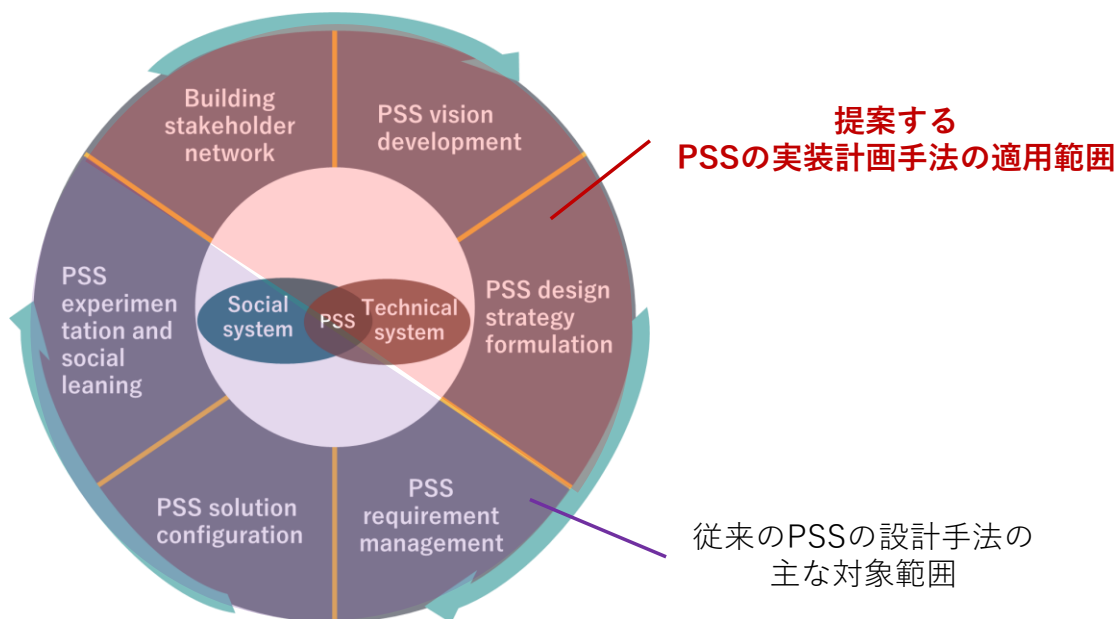 Building
stakeholder
network
PSS vision
development
提案する
PSSの実装計画手法の適用範囲
PSS
experimen
tation and
social
leaning
Social
system
PSS
Technical
system
PSS design
strategy
formulation
PSS solution
configuration
PSS
requirement
management
従来のPSSの設計手法の
主な対象範囲